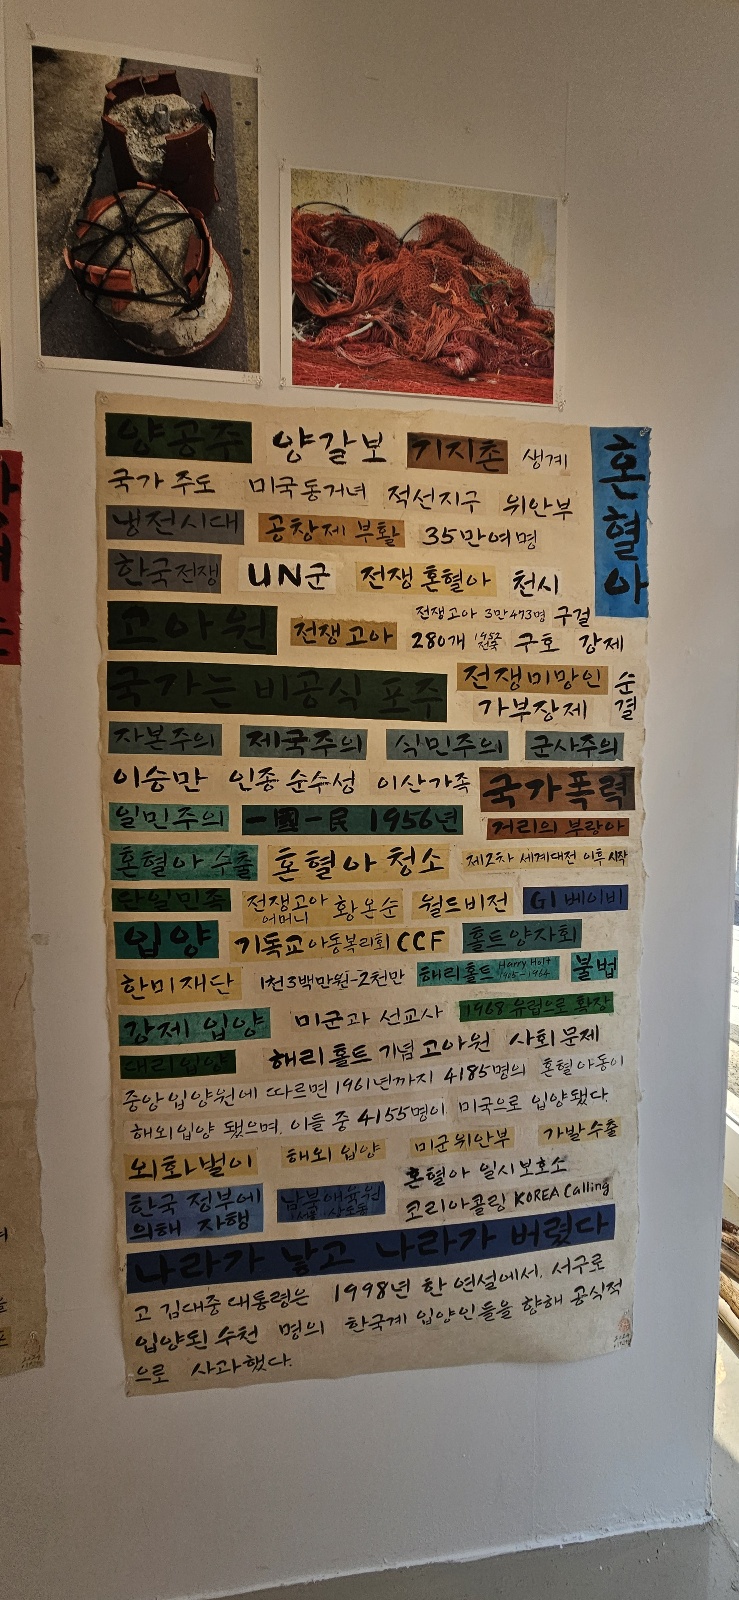 양공주 양갈보 기지촌 생계
혼혈아
국가 주도 미국동거녀 적선지구 위안부
냉전시대 공창제 부활 35만여명
한국전쟁 UN군 전쟁혼혈아 천시
전쟁고아 3만473명 구걸
고아원 전쟁고아 280개 1952 전국 구호 강제
국가는 비공식 포주 전쟁미망인 순결
가부장제
자본주의 제국주의 식민주의 군사주의
이승만 인종 순수성 이산가족 국가폭력
일민주의 一國一民 1956년 거리의 부랑아
혼혈아 수출 혼혈아 청소 제2차 세계대전 이후 시작
단일민족 전쟁고아 어머니 황온순 월드비전 GI 베이비
입양 기독교아동복리회 CCF 홀트양자회
한미재단 1천3백만원-2천만 해리홀트 Harry Holt 1905-1964 불법
강제 입양 미군과 선교사 1968 유럽으로 확장
대리입양 해리홀트 기념 고아원 사회문제
중앙입양원에 따르면 1961년까지 4185명의 혼혈아동이
해외입양 됐으며, 이들 중 4155명이 미국으로 입양됐다.
외화벌이 해외 입양 미군위안부 가발수출
혼혈아 일시보호소
한국 정부에 의해 자행 남불애육원
코리아콜링 KOREA Calling
나라가 낳고 나라가 버렸다
고 김대중 대통령은 1998년 한 연설에서, 서구로
입양된 수천 명의 한국계 입양인들을 향해 공식적
으로 사과했다.